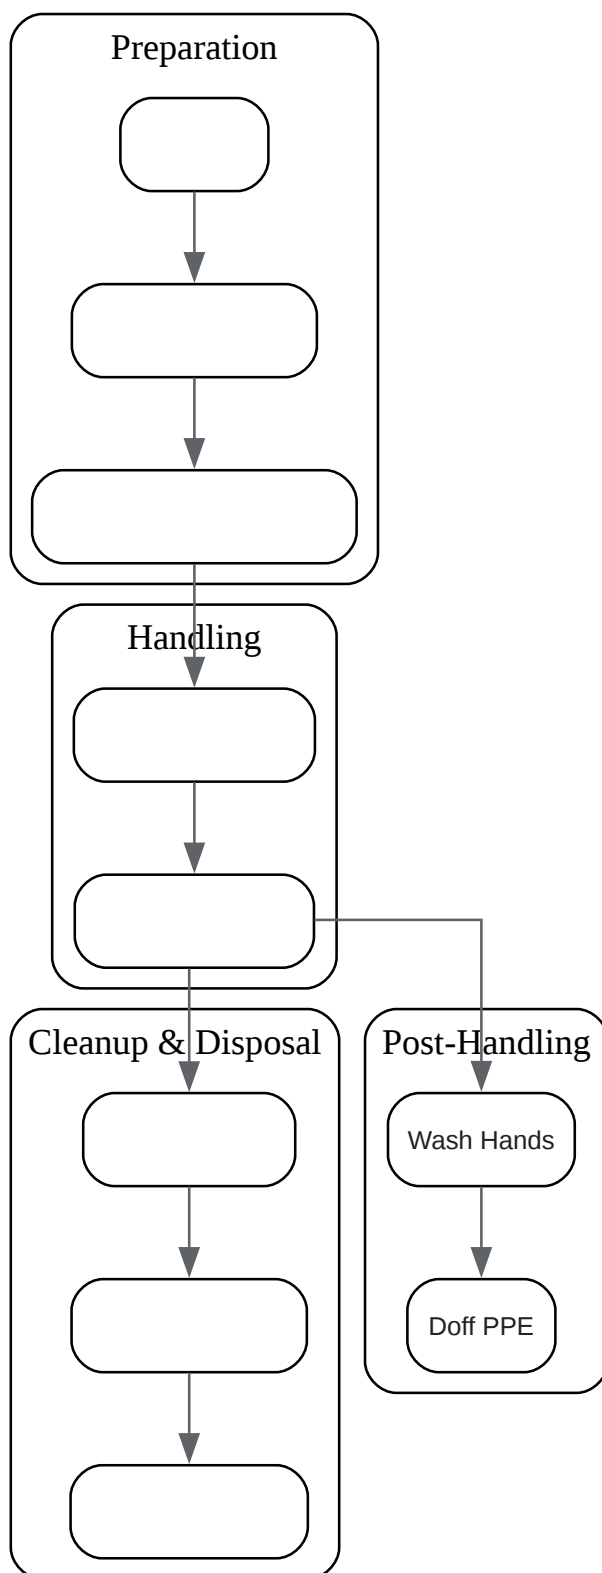 Preparation
Handling
Cleanup & Disposal
Post-Handling
Wash Hands
Doff PPE